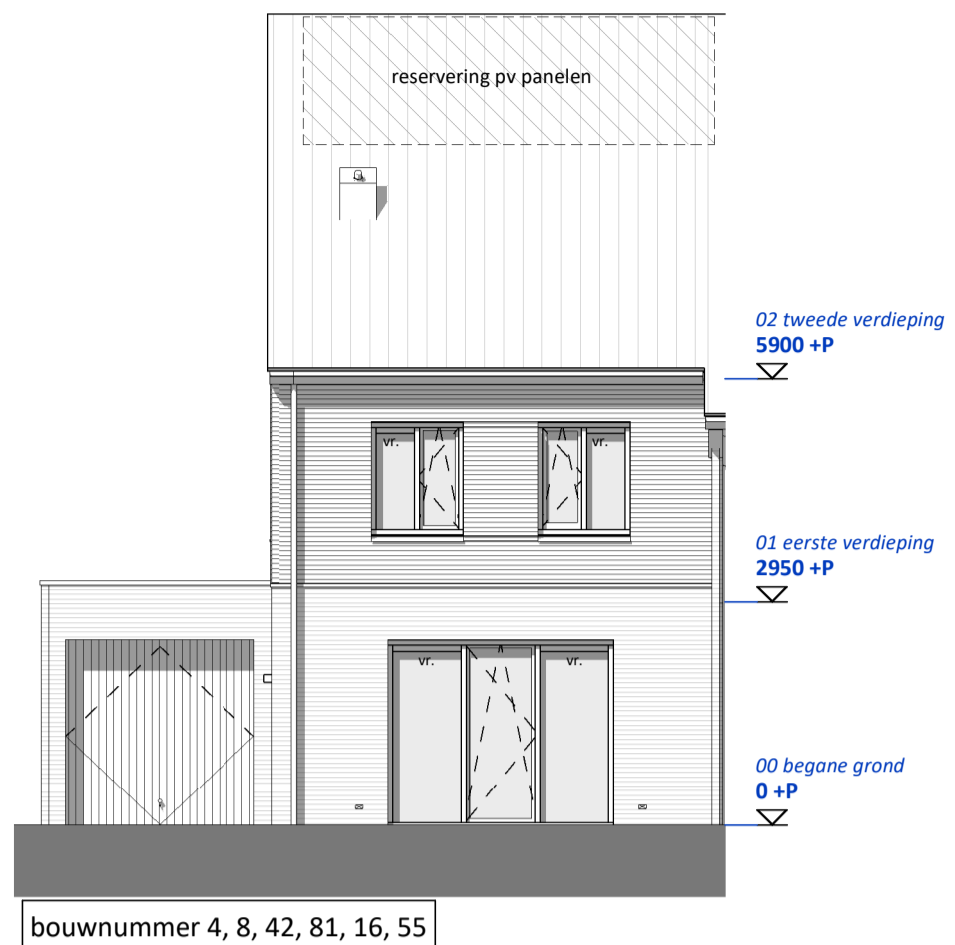 reservering pv panelen
02 tweede verdieping
5900 +P
vr.
vr.
01 eerste verdieping
2950 +P
vr.
vr.
00 begane grond
0 +P
bouwnummer 4, 8, 42, 81, 16, 55